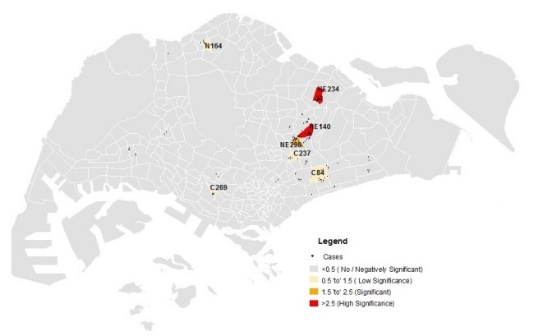 N164
NE234
NE140
NE298
C237
C84
C269
Legend
Cases
<0.5 ( No / Negatively Significant)
0.5 'to' 1.5 ( Low Significance)
1.5 'to' 2.5 (Significant)
>2.5 (High Significance)